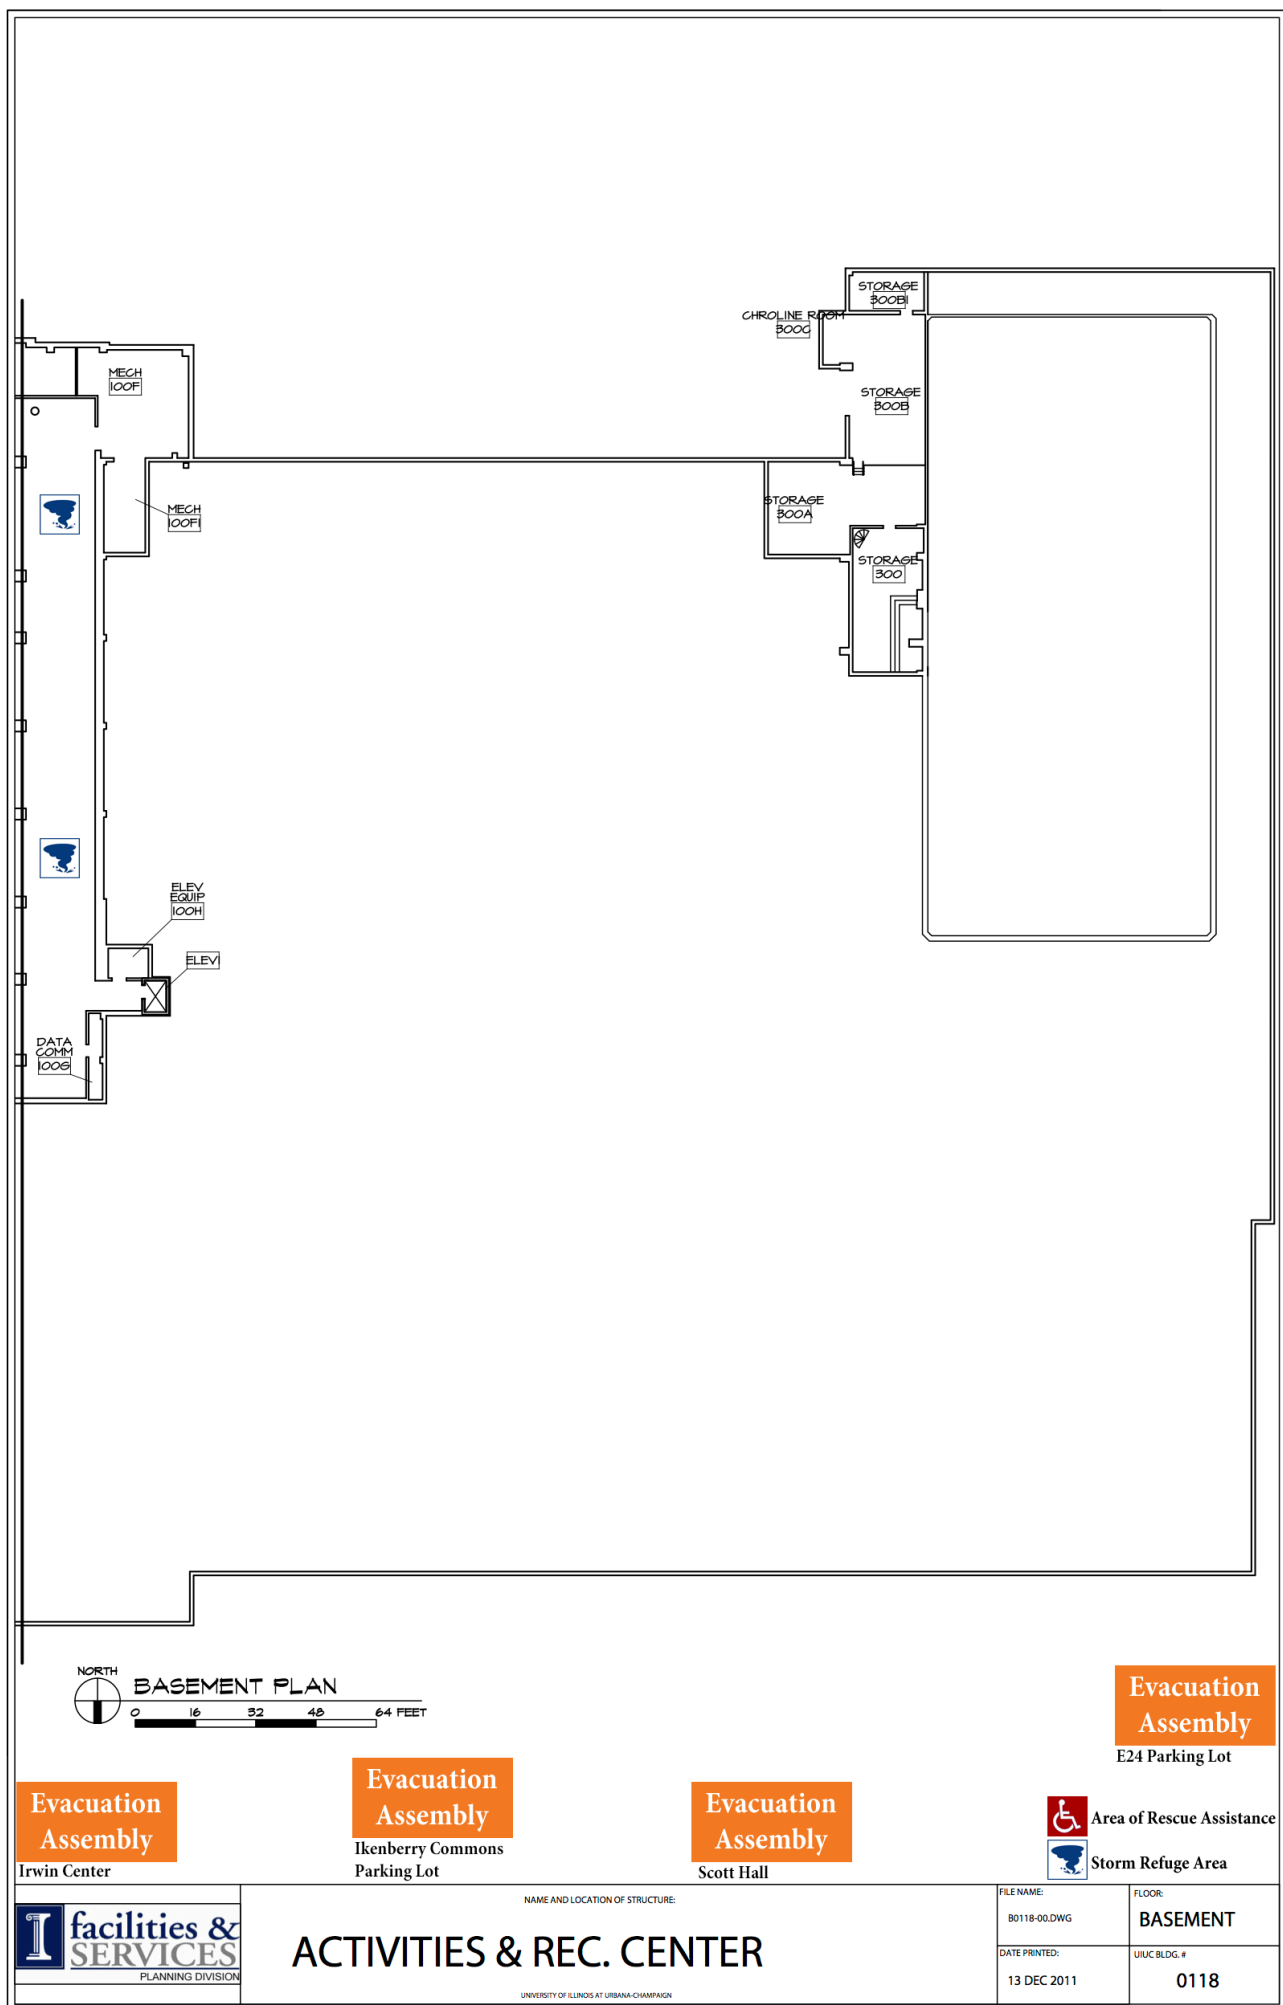 STORAGE
300B1
CHROLINE ROOM
300C
MECH
100F
STORAGE
300B
STORAGE
300A
MECH
100F1
STORAGE
300
ELEV
EQUIP
100H
ELEV1
DATA
COMM
100G
NORTH
BASEMENT PLAN
0 16 32 48 64 FEET
Evacuation
Assembly
E24 Parking Lot
Evacuation
Assembly
Ikenberry Commons
Parking Lot
Evacuation
Assembly
Irwin Center
Evacuation
Assembly
Scott Hall
Area of Rescue Assistance
Storm Refuge Area
I facilities &
SERVICES
PLANNING DIVISION
NAME AND LOCATION OF STRUCTURE:
ACTIVITIES & REC. CENTER
UNIVERSITY OF ILLINOIS AT URBANA-CHAMPAIGN
FILE NAME:
B0118-00.DWG
FLOOR:
BASEMENT
DATE PRINTED:
13 DEC 2011
UIUC BLDG. #
0118